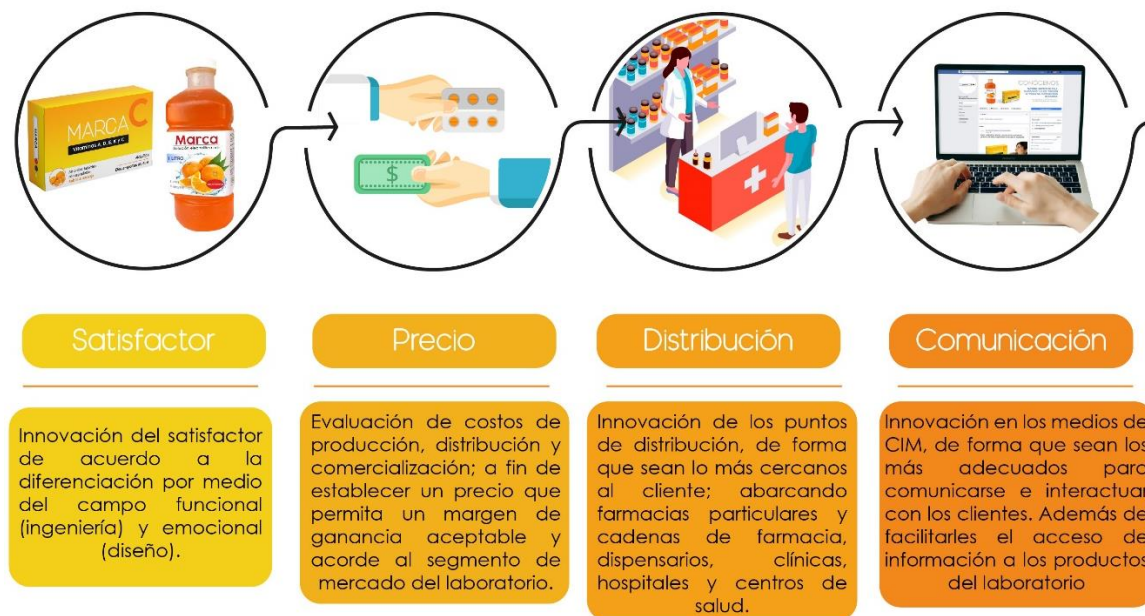 MARCA C
Vitaminas A, D, E, K y C
Marca
CONÓCENOS
$
Satisfactor
Precio
Distribución
Comunicación
Innovación del satisfactor
de acuerdo a la
diferenciación por medio
del campo funcional
(ingeniería) y emocional
(diseño).
Evaluación de costos de
producción, distribución y
comercialización; a fin de
establecer un precio que
permita un margen de
ganancia aceptable y
acorde al segmento de
mercado del laboratorio.
Innovación de los puntos
de distribución, de forma
que sean lo más cercanos
al cliente; abarcando
farmacias particulares y
cadenas de farmacia,
dispensarios, clínicas,
hospitales y centros de
salud.
Innovación en los medios de
CIM, de forma que sean los
más adecuados para
comunicarse e interactuar
con los clientes. Además de
facilitarles el acceso de
información a los productos
del laboratorio